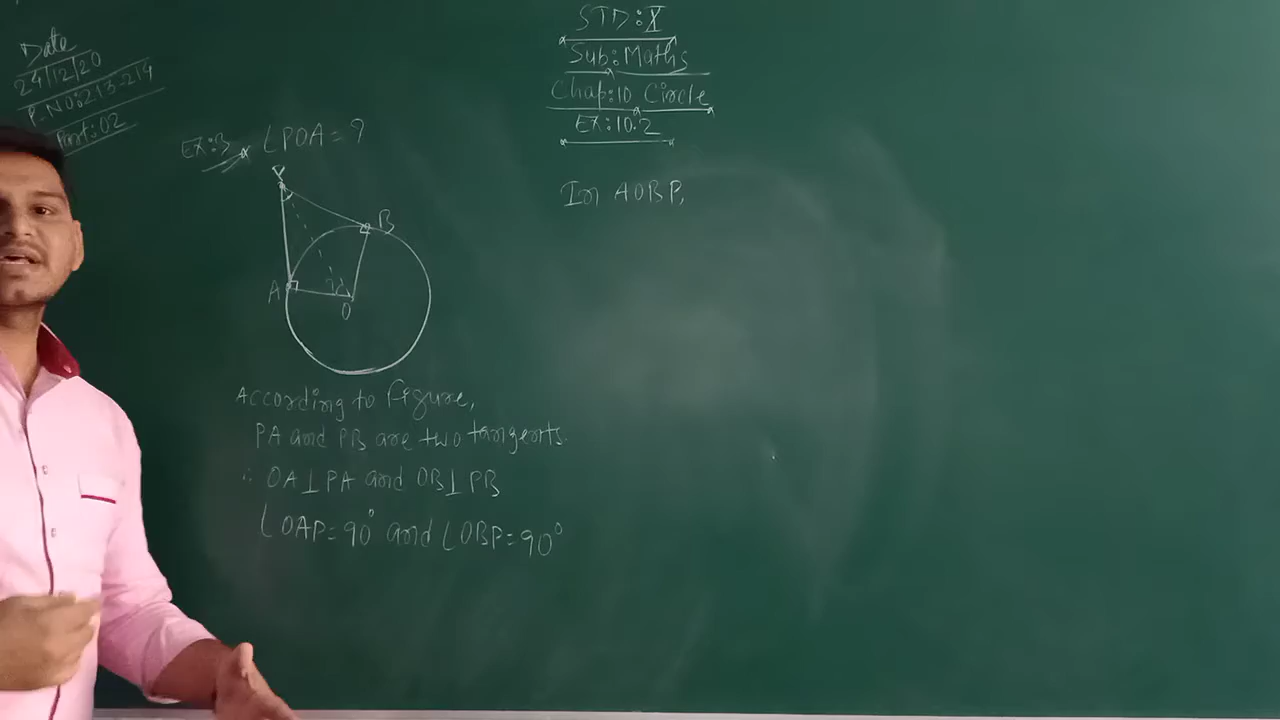 Date
24/12/20
P.NO:213-214
Part:02
STD:X
Sub:Maths
Chap:10 Circle
EX:10.2
EX:3 ∠POA = ?
B
A
O
In AOBP,
According to figure,
PA and PB are two tangents.
∴ OA⊥PA and OB⊥PB
∠OAP=90° and ∠OBP=90°